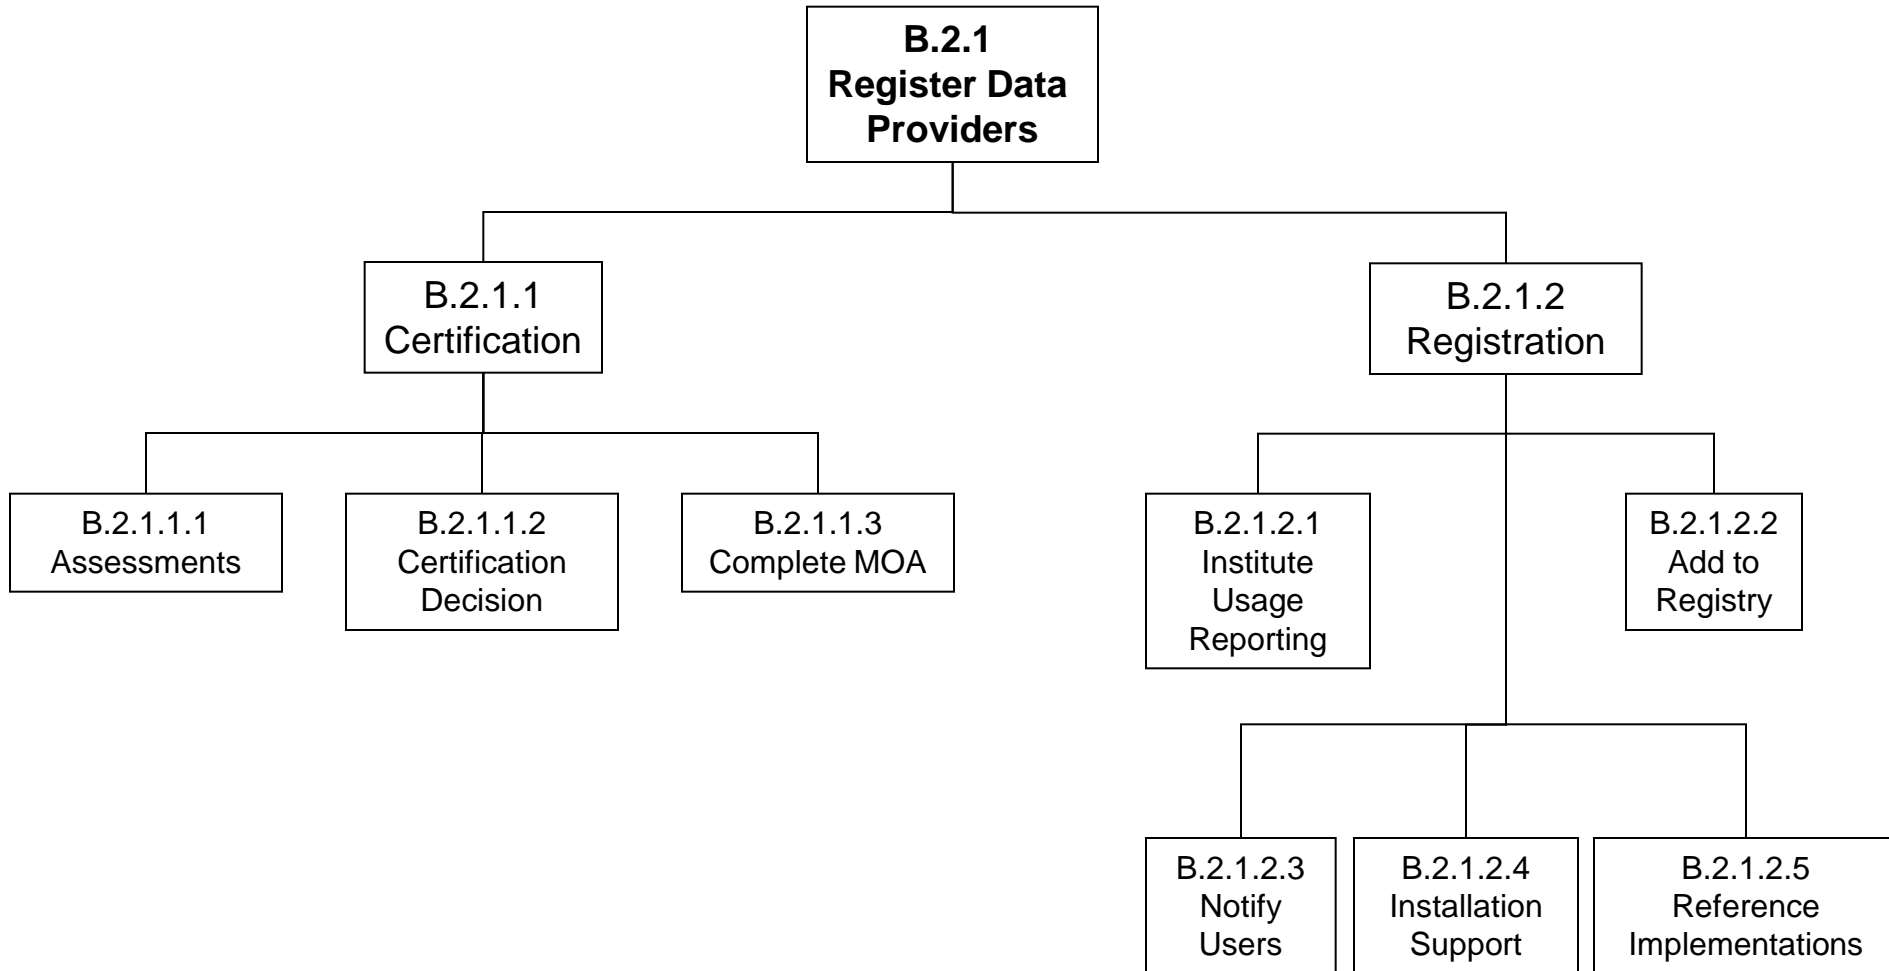 B.2.1
Register Data
Providers
B.2.1.1
Certification
B.2.1.2
Registration
B.2.1.1.1
Assessments
B.2.1.1.2
Certification
Decision
B.2.1.1.3
Complete MOA
B.2.1.2.1
Institute
Usage
Reporting
B.2.1.2.2
Add to
Registry
B.2.1.2.3
Notify
Users
B.2.1.2.4
Installation
Support
B.2.1.2.5
Reference
Implementations